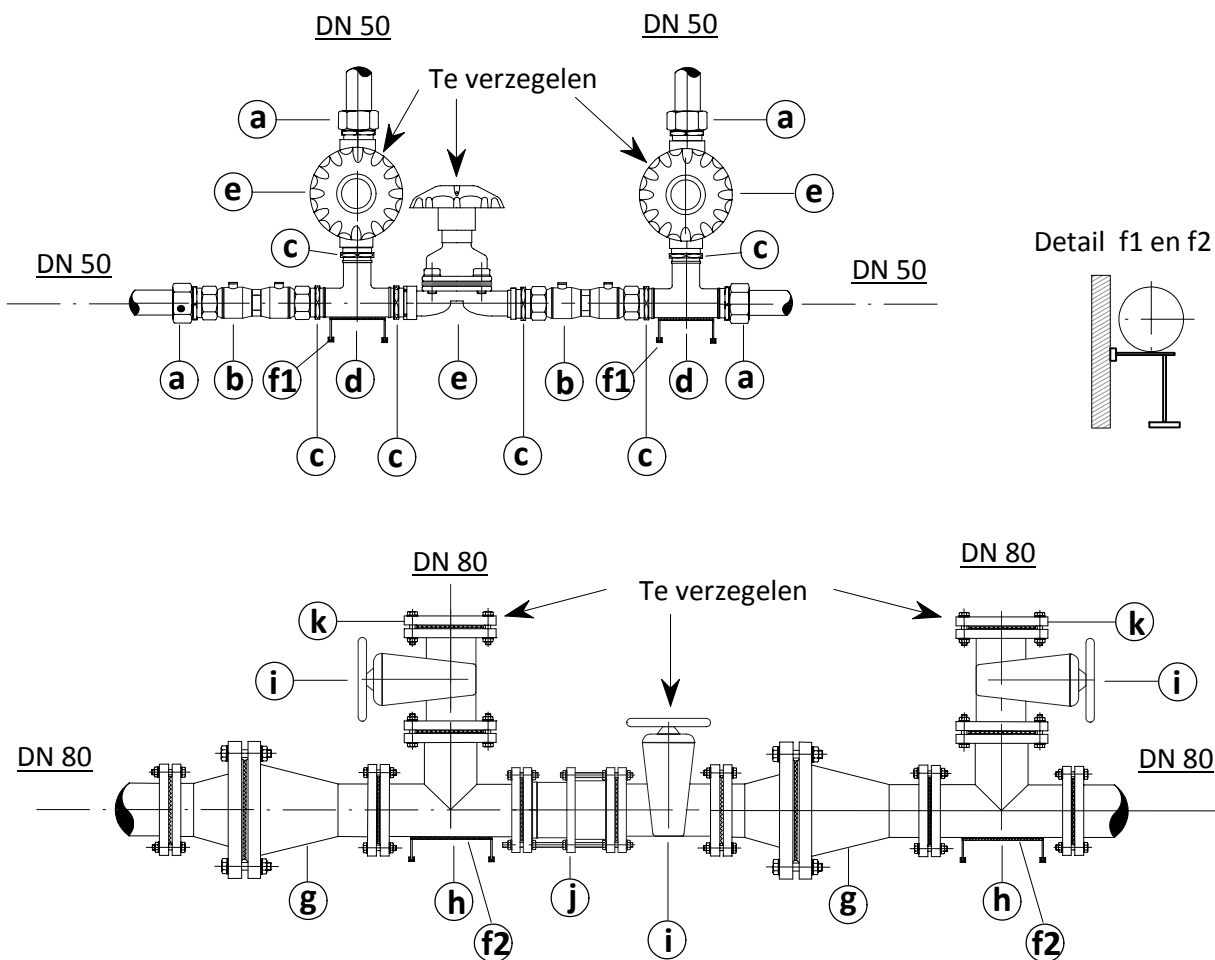 DN 50
DN 50
Te verzegelen
a
a
e
e
c
c
Detail f1 en f2
DN 50
DN 50
a
b
f1
d
e
b
f1
d
a
c
c
c
c
DN 80
DN 80
Te verzegelen
k
k
i
i
DN 80
DN 80
g
h
f2
j
i
g
h
f2